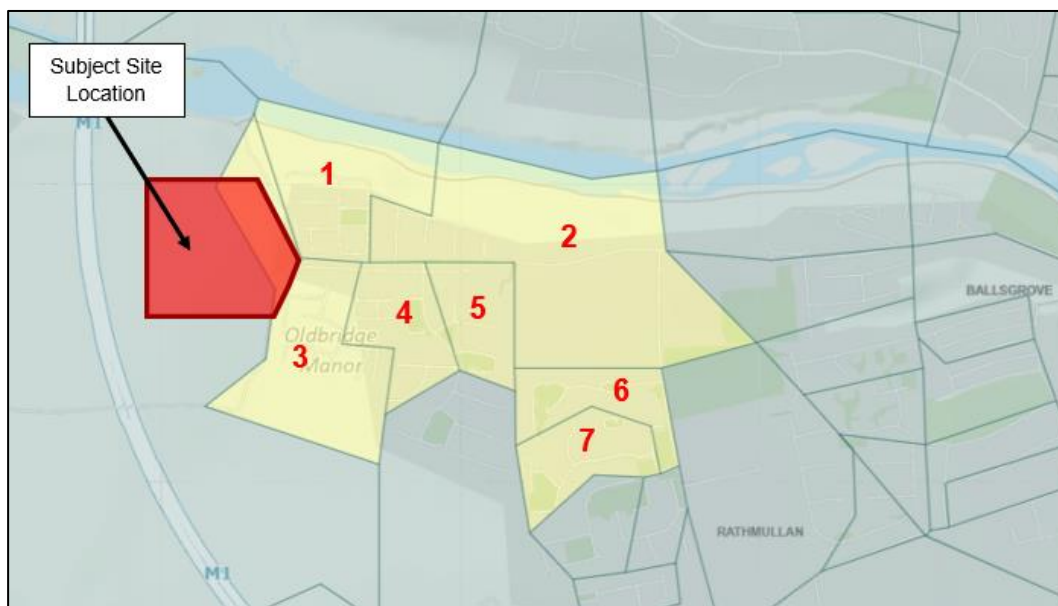 Subject Site
Location
M1
1
2
BALLSGROVE
4
5
Oldbridge
Manor
3
6
7
RATHMULLAN
M1